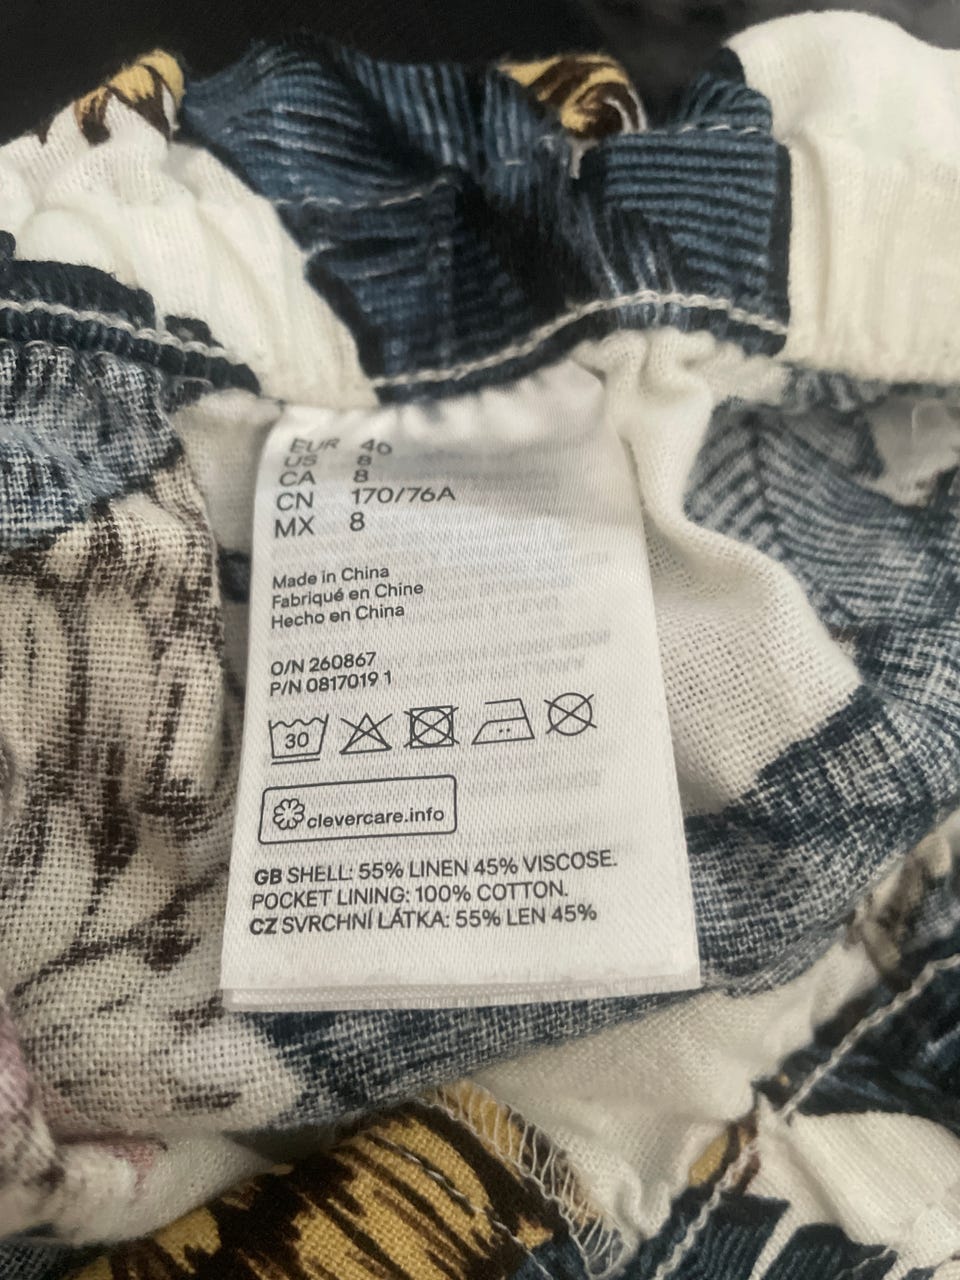 EUR 40
US 8
CA 8
CN 170/76A
MX 8
Made in China
Fabriqué en Chine
Hecho en China
O/N 260867
P/N 0817019 1
30
clevercare.info
GB SHELL: 55% LINEN 45% VISCOSE.
POCKET LINING: 100% COTTON.
CZ SVRCHNÍ LÁTKA: 55% LEN 45%